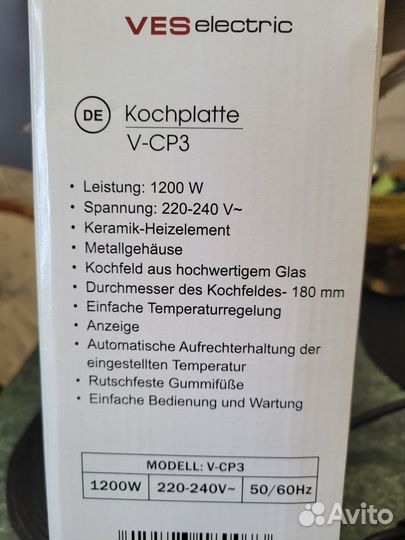 VES electric
DE Kochplatte
V-CP3
• Leistung: 1200 W
• Spannung: 220-240 V~
• Keramik-Heizelement
• Metallgehäuse
• Kochfeld aus hochwertigem Glas
• Durchmesser des Kochfeldes- 180 mm
• Einfache Temperaturregelung
• Anzeige
• Automatische Aufrechterhaltung der
eingestellten Temperatur
• Rutschfeste Gummifüße
• Einfache Bedienung und Wartung
MODELL: V-CP3
1200W 220-240V~ 50/60Hz
Avito